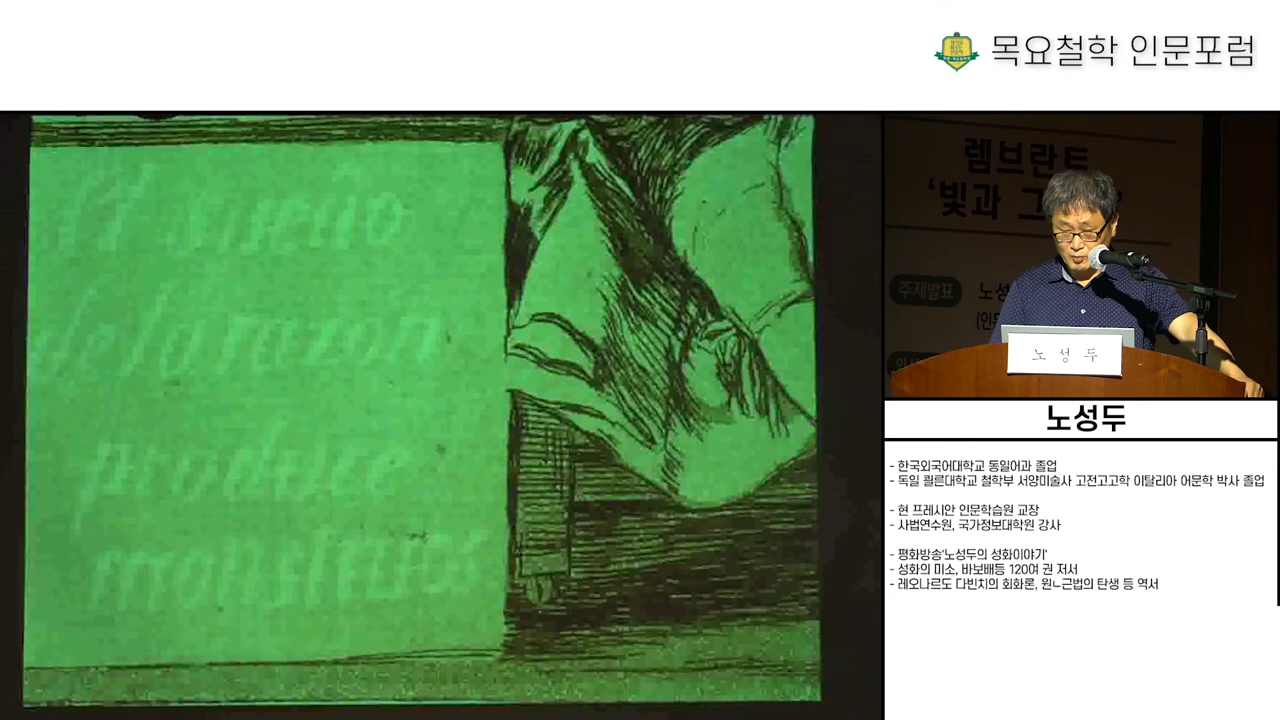 목요철학 인문포럼
El sueño
de la razon
produce
monstruos
렘브란트
'빛과 그
주제발표 노성
(인
노 성 두
노성두
- 한국외국어대학교 동일어과 졸업
- 독일 쾰른대학교 철학부 서양미술사 고전고고학 이탈리아 어문학 박사 졸업
- 현 프레시안 인문학습원 교장
- 사법연수원, 국가정보대학원 강사
- 평화방송'노성두의 성화이야기'
- 성화의 미소, 바보배등 120여 권 저서
- 레오나르도 다빈치의 회화론, 원ㄴ근법의 탄생 등 역서